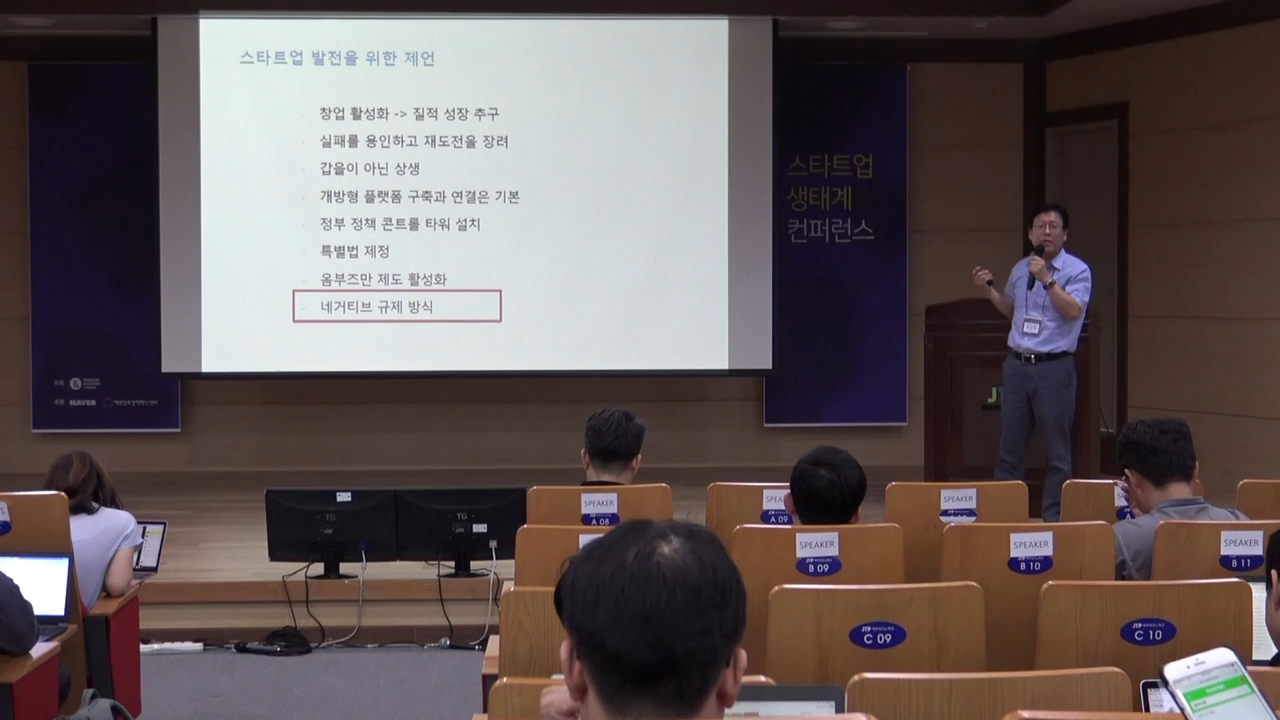 스타트업 발전을 위한 제언
창업 활성화 -> 질적 성장 추구
실패를 용인하고 재도전을 장려
갑을이 아닌 상생
개방형 플랫폼 구축과 연결은 기본
정부 정책 콘트롤 타워 설치
특별법 제정
옴부즈만 제도 활성화
네거티브 규제 방식
스타트업
생태계
컨퍼런스
NAVER
TG
TG
SPEAKER
A 08
SPEAKER
A 09
SPEAKER
SPEAKER
B 09
SPEAKER
B 10
SPEAKER
B 11
JTP
C 09
JTP
C 10